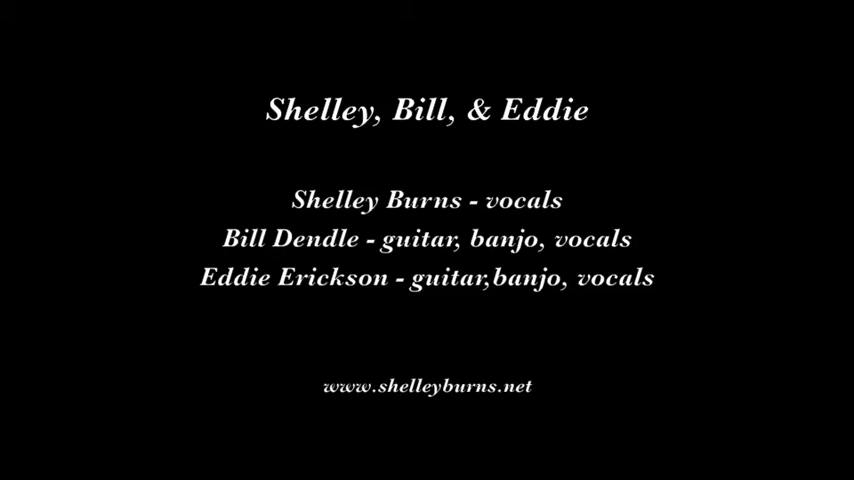 Shelley, Bill, & Eddie
Shelley Burns - vocals
Bill Dendle - guitar, banjo, vocals
Eddie Erickson - guitar,banjo, vocals
www.shelleyburns.net